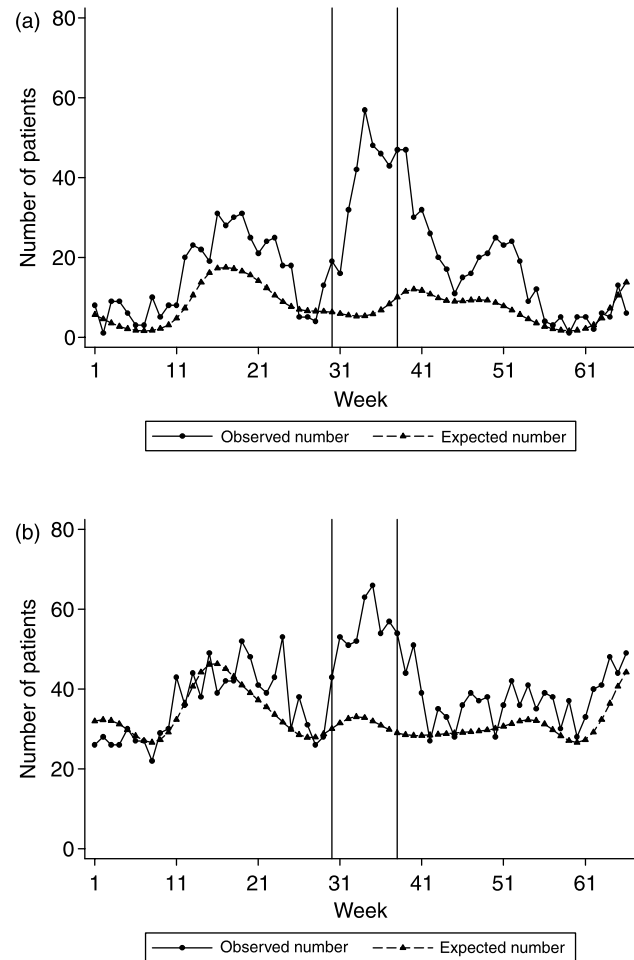 (a)
80
60
40
20
0
Number of patients
1 11 21 31 41 51 61
Week
Observed number Expected number
(b)
80
60
40
20
0
Number of patients
1 11 21 31 41 51 61
Week
Observed number Expected number